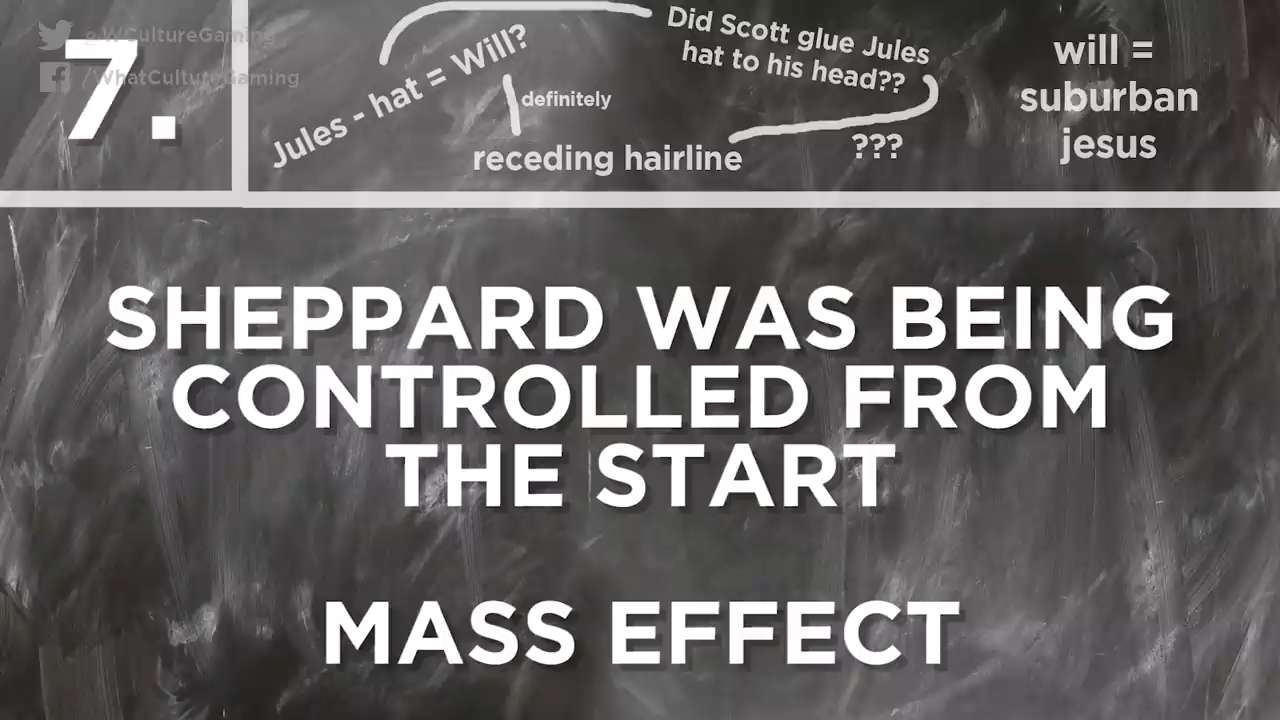 @WCultureGaming
/WhatCultureGaming
7.
Jules - hat = Will?
definitely
receding hairline
Did Scott glue Jules
hat to his head??
???
will =
suburban
jesus
SHEPPARD WAS BEING
CONTROLLED FROM
THE START
MASS EFFECT